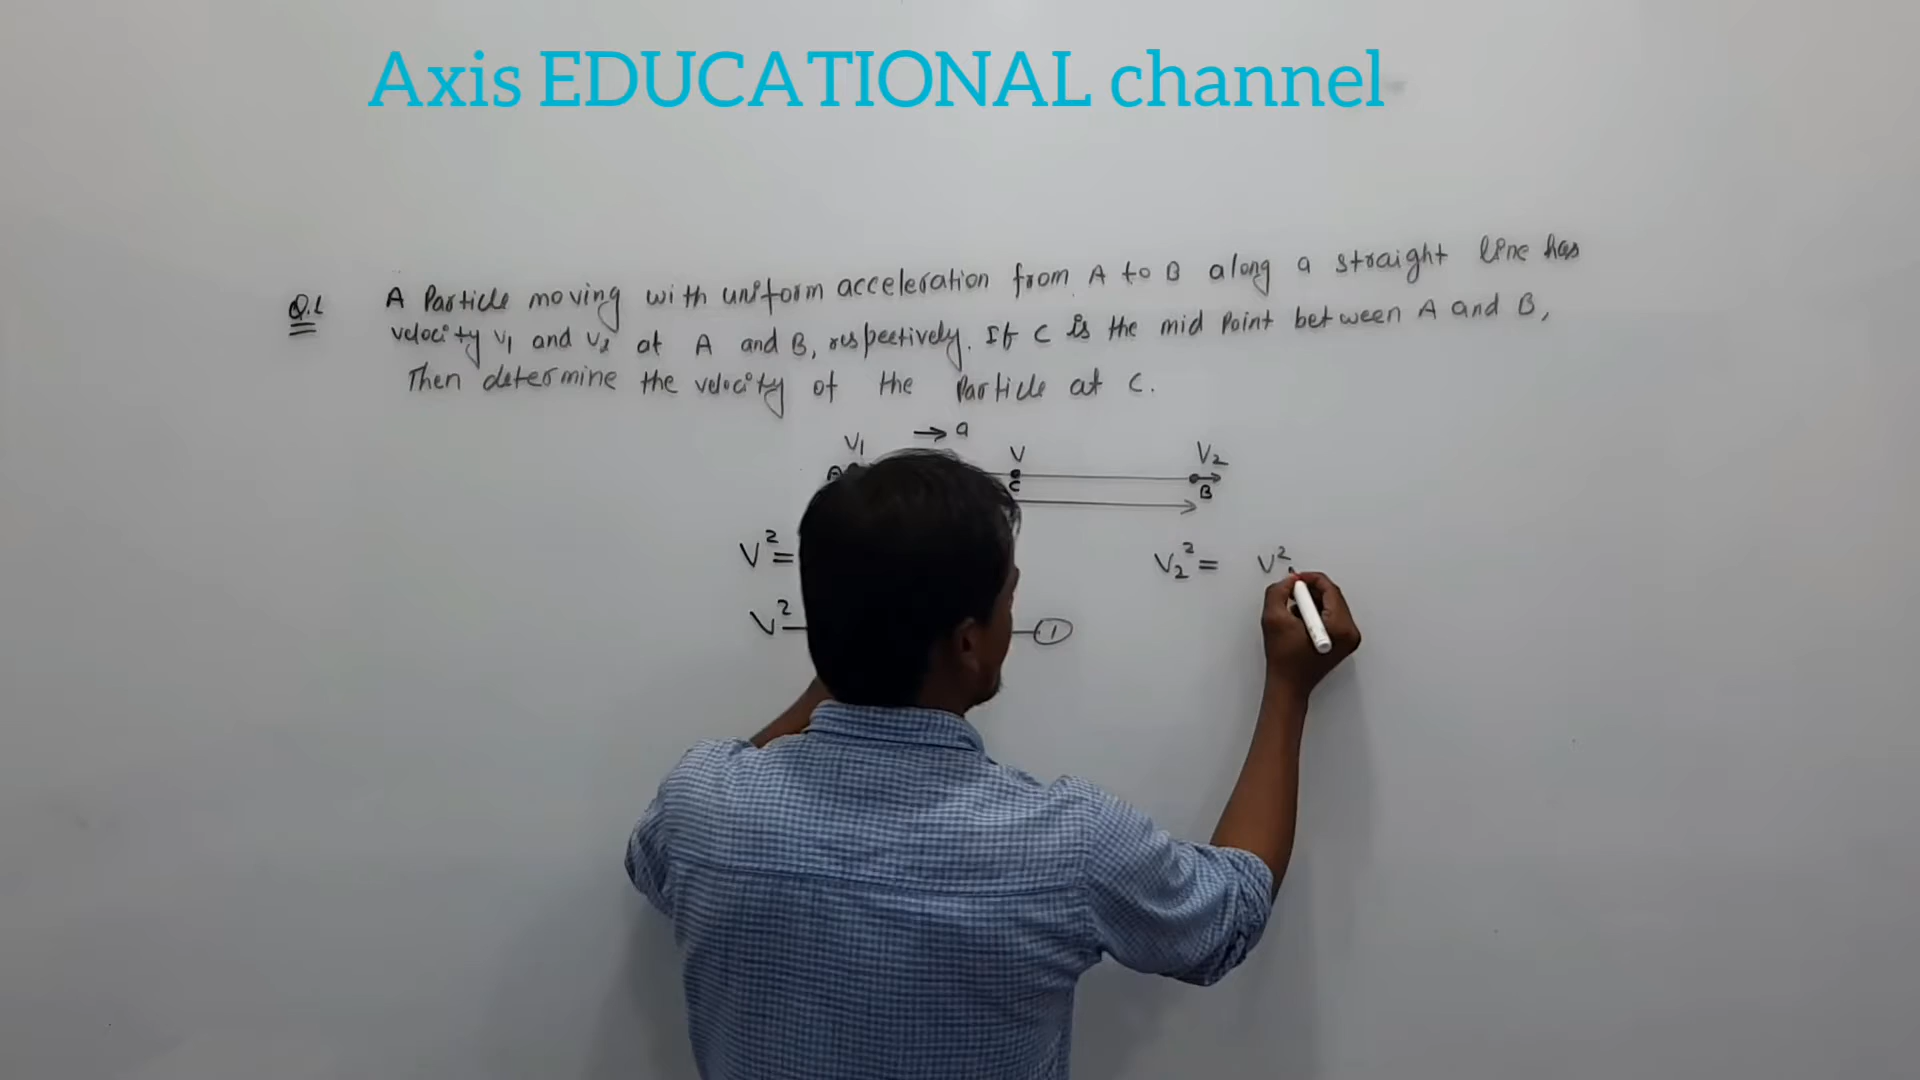 Axis EDUCATIONAL channel
Q.1 A Particle moving with uniform acceleration from A to B along a straight line has
velocity v₁ and v₂ at A and B, respectively. If C is the mid point between A and B,
Then determine the velocity of the Particle at C.
→ a
V₁ V V₂
A C B
V² = V₂² = V²
V² – ①